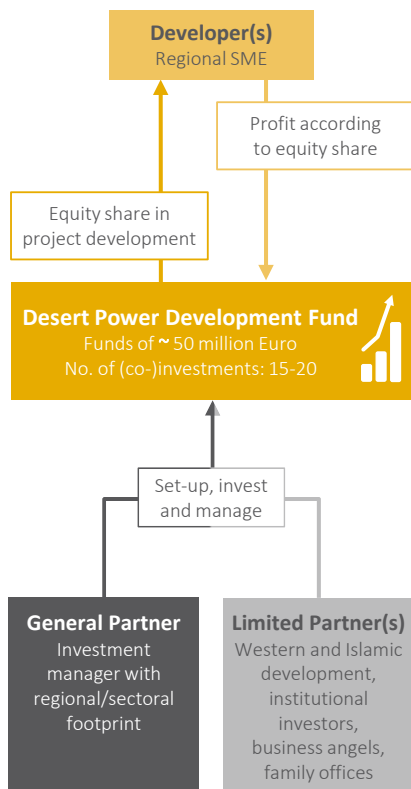 Developer(s)
Regional SME
Profit according
to equity share
Equity share in
project development
Desert Power Development Fund
Funds of ~ 50 million Euro
No. of (co-)investments: 15-20
Set-up, invest
and manage
General Partner
Investment
manager with
regional/sectoral
footprint
Limited Partner(s)
Western and Islamic
development,
institutional
investors,
business angels,
family offices